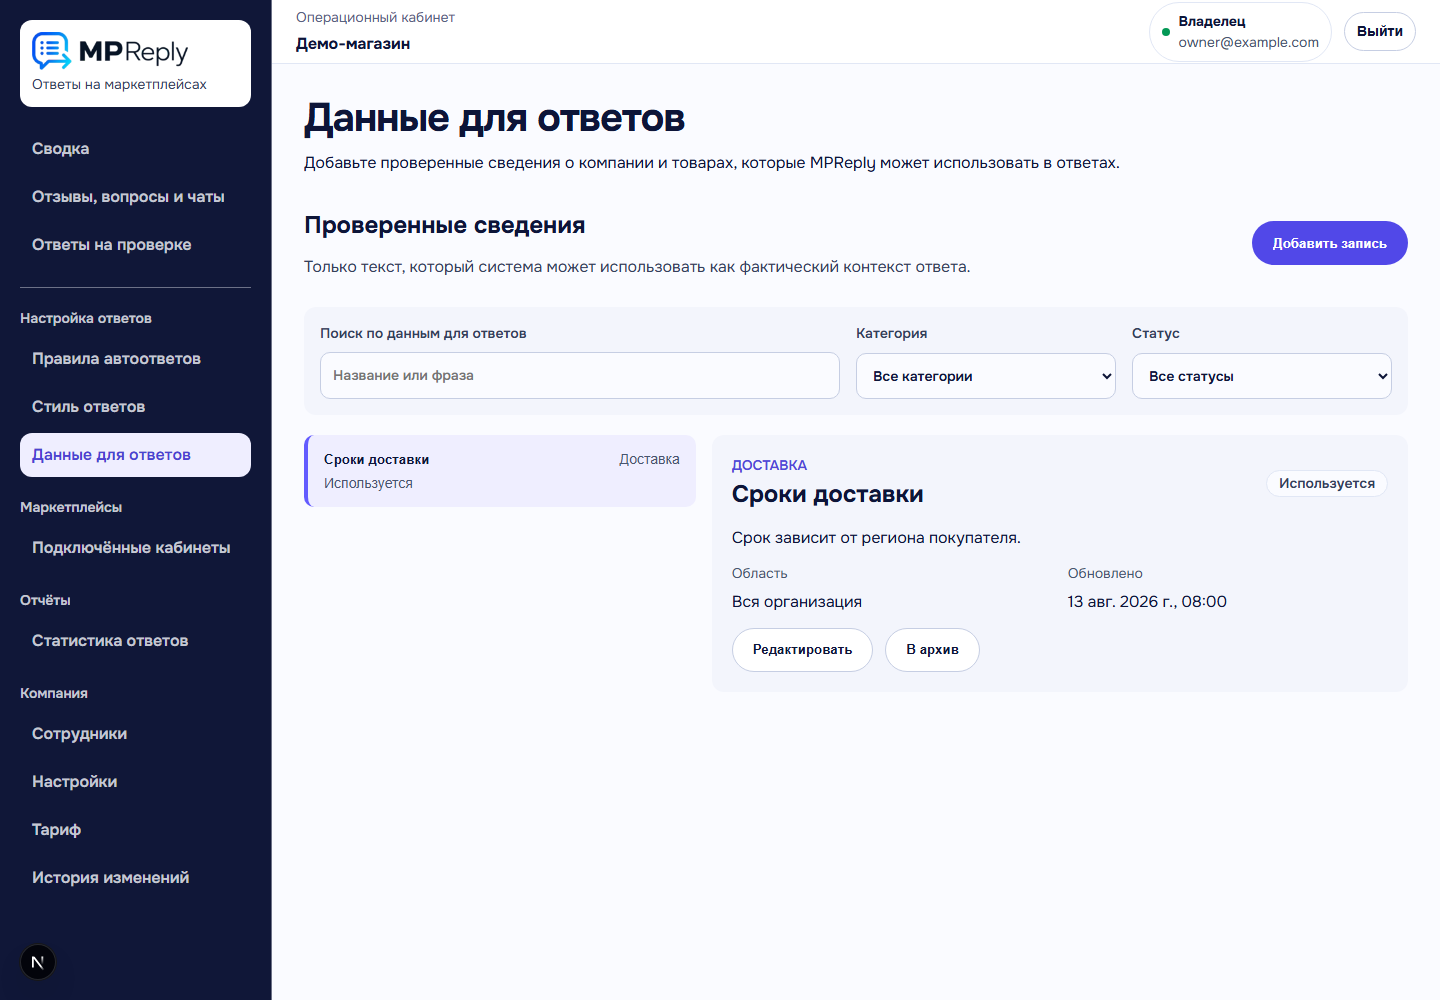 MPReply
Ответы на маркетплейсах
Сводка
Отзывы, вопросы и чаты
Ответы на проверке
Настройка ответов
Правила автоответов
Стиль ответов
Данные для ответов
Маркетплейсы
Подключённые кабинеты
Отчёты
Статистика ответов
Компания
Сотрудники
Настройки
Тариф
История изменений
N
Операционный кабинет
Демо-магазин
Владелец
owner@example.com
Выйти
Данные для ответов
Добавьте проверенные сведения о компании и товарах, которые MPReply может использовать в ответах.
Проверенные сведения
Только текст, который система может использовать как фактический контекст ответа.
Добавить запись
Поиск по данным для ответов
Название или фраза
Категория
Все категории
Статус
Все статусы
Сроки доставки Доставка
Используется
ДОСТАВКА
Сроки доставки
Используется
Срок зависит от региона покупателя.
Область
Вся организация
Обновлено
13 авг. 2026 г., 08:00
Редактировать
В архив